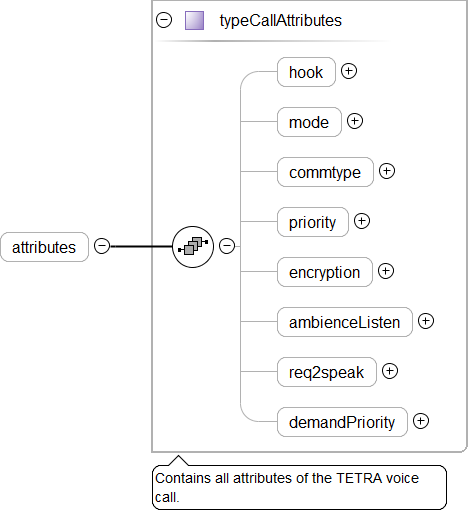 typeCallAttributes
hook
mode
commtype
priority
attributes
encryption
ambienceListen
req2speak
demandPriority
Contains all attributes of the TETRA voice
call.